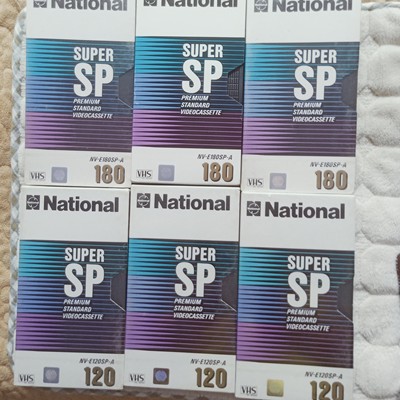 National
SUPER
SP
PREMIUM
STANDARD
VIDEOCASSETTE
NV-E180SP-A
VHS
180
National
SUPER
SP
PREMIUM
STANDARD
VIDEOCASSETTE
NV-E180SP-A
VHS
180
National
SUPER
SP
PREMIUM
STANDARD
VIDEOCASSETTE
NV-E180SP-A
VHS
180
National
SUPER
SP
PREMIUM
STANDARD
VIDEOCASSETTE
NV-E120SP-A
VHS
120
National
SUPER
SP
PREMIUM
STANDARD
VIDEOCASSETTE
NV-E120SP-A
VHS
120
National
SUPER
SP
PREMIUM
STANDARD
VIDEOCASSETTE
NV-E120SP-A
VHS
120